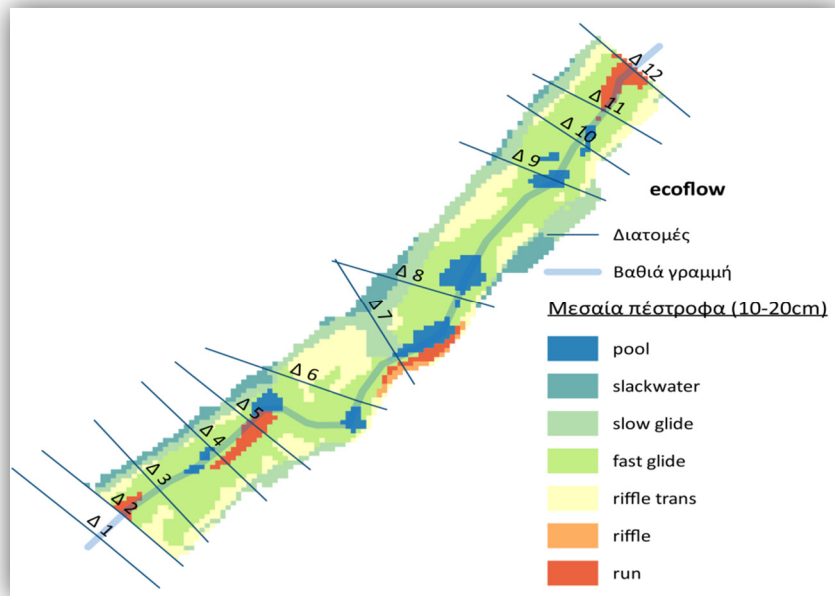 Δ 12
Δ 11
Δ 10
Δ 9
ecoflow
Διατομές
Βαθιά γραμμή
Δ 8
Δ 7
Μεσαία πέστροφα (10-20cm)
pool
slackwater
Δ 6
slow glide
Δ 5
Δ 4
fast glide
Δ 3
riffle trans
Δ 2
Δ 1
riffle
run